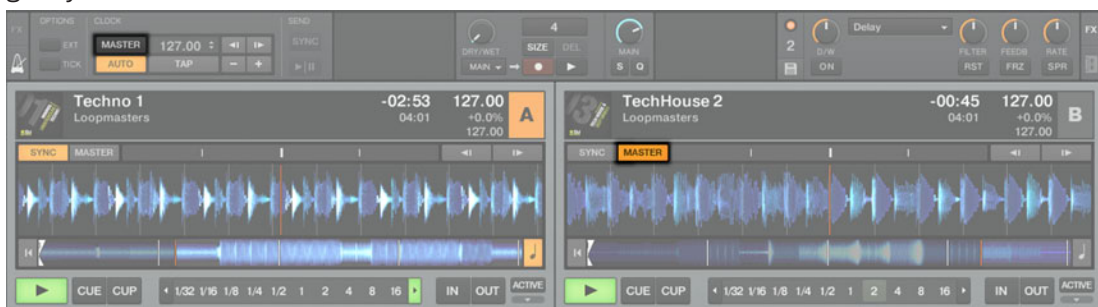 OPTIONS CLOCK SEND
FX EXT MASTER 127.00 SYNC
TICK AUTO TAP − +
4
DRY/WET SIZE DEL MAIN
MAIN S Q
2 D/W Delay FILTER FEEDB RATE FX
ON RST FRZ SPR
Techno 1 -02:53 127.00 A
Loopmasters 04:01 +0.0%
127.00
SYNC MASTER
CUE CUP 1/32 1/16 1/8 1/4 1/2 1 2 4 8 16 IN OUT ACTIVE
TechHouse 2 -00:45 127.00 B
Loopmasters 04:01 +0.0%
127.00
SYNC MASTER
CUE CUP 1/32 1/16 1/8 1/4 1/2 1 2 4 8 16 IN OUT ACTIVE